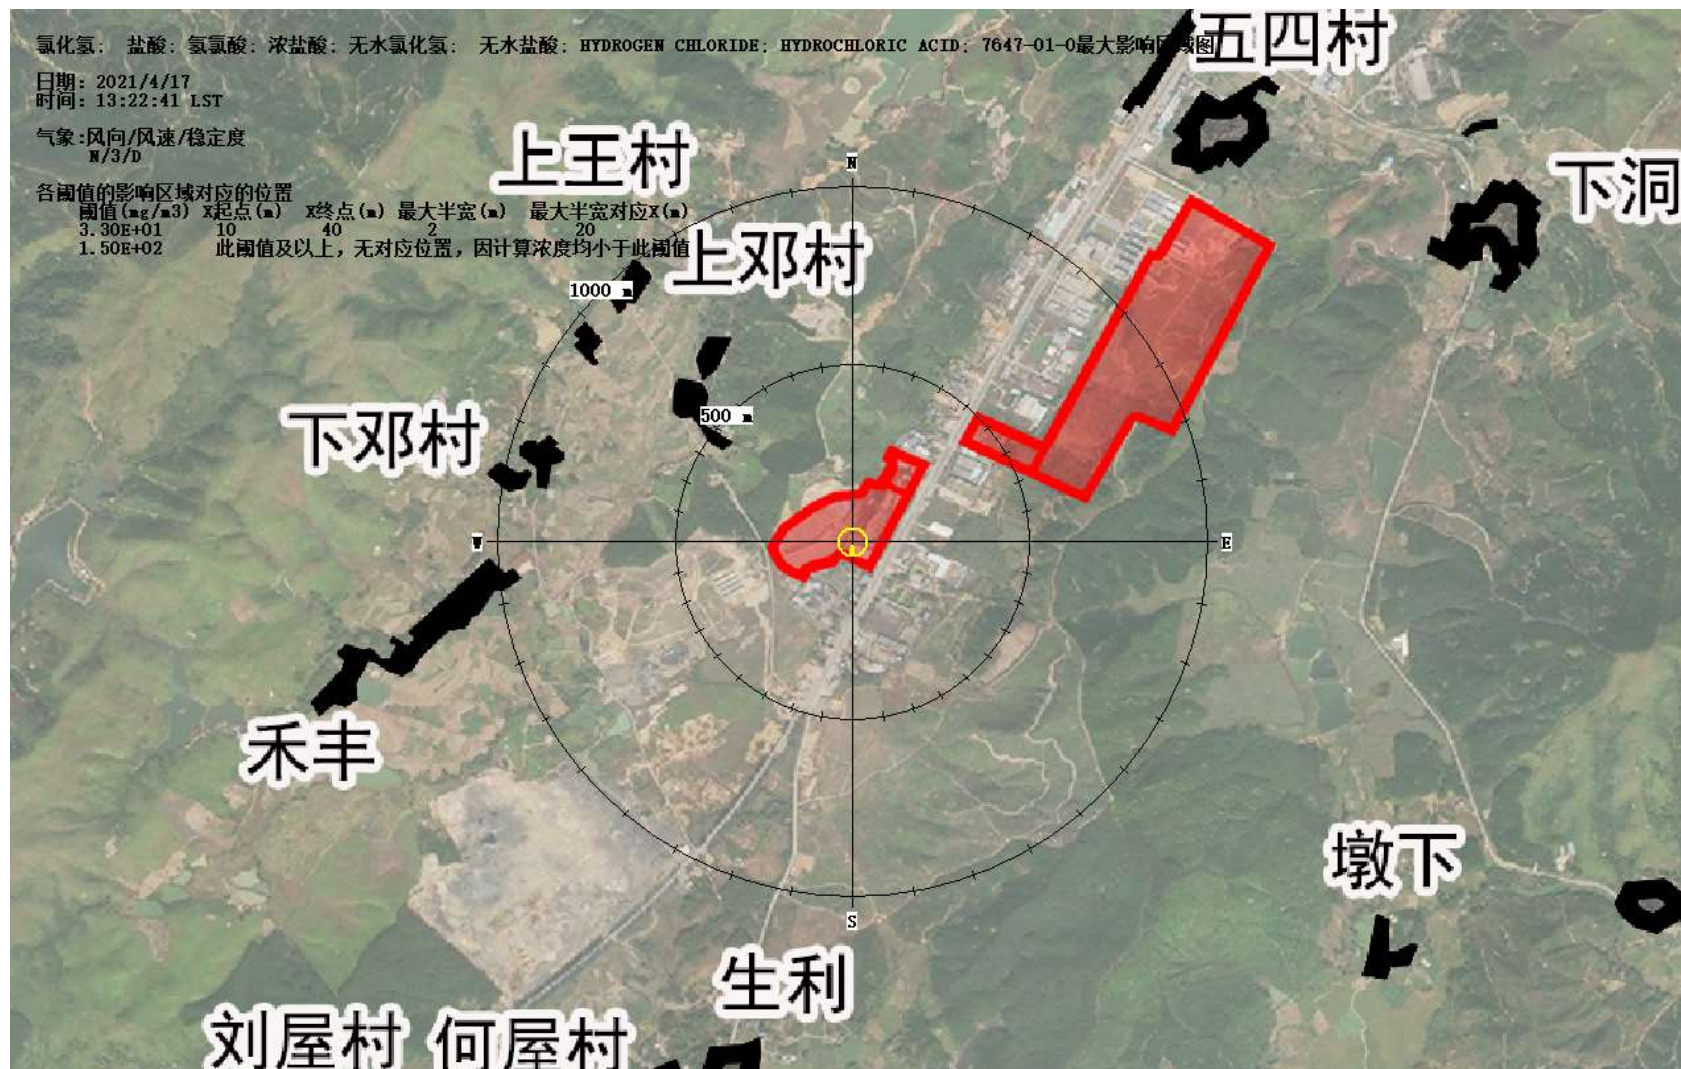 氯化氢; 盐酸; 氢氯酸; 浓盐酸; 无水氯化氢; 无水盐酸; HYDROGEN CHLORIDE; HYDROCHLORIC ACID; 7647-01-0最大影响区域图
五四村
日期: 2021/4/17
时间: 13:22:41 LST
气象:风向/风速/稳定度
N/3/D
上王村
N
下洞
各阈值的影响区域对应的位置
阈值(mg/m3) X起点(m) X终点(m) 最大半宽(m) 最大半宽对应X(m)
3.30E+01 10 40 2 20
1.50E+02 此阈值及以上,无对应位置,因计算浓度均小于此阈值
上邓村
1000 m
500 m
下邓村
W
E
禾丰
墩下
S
生利
刘屋村
何屋村